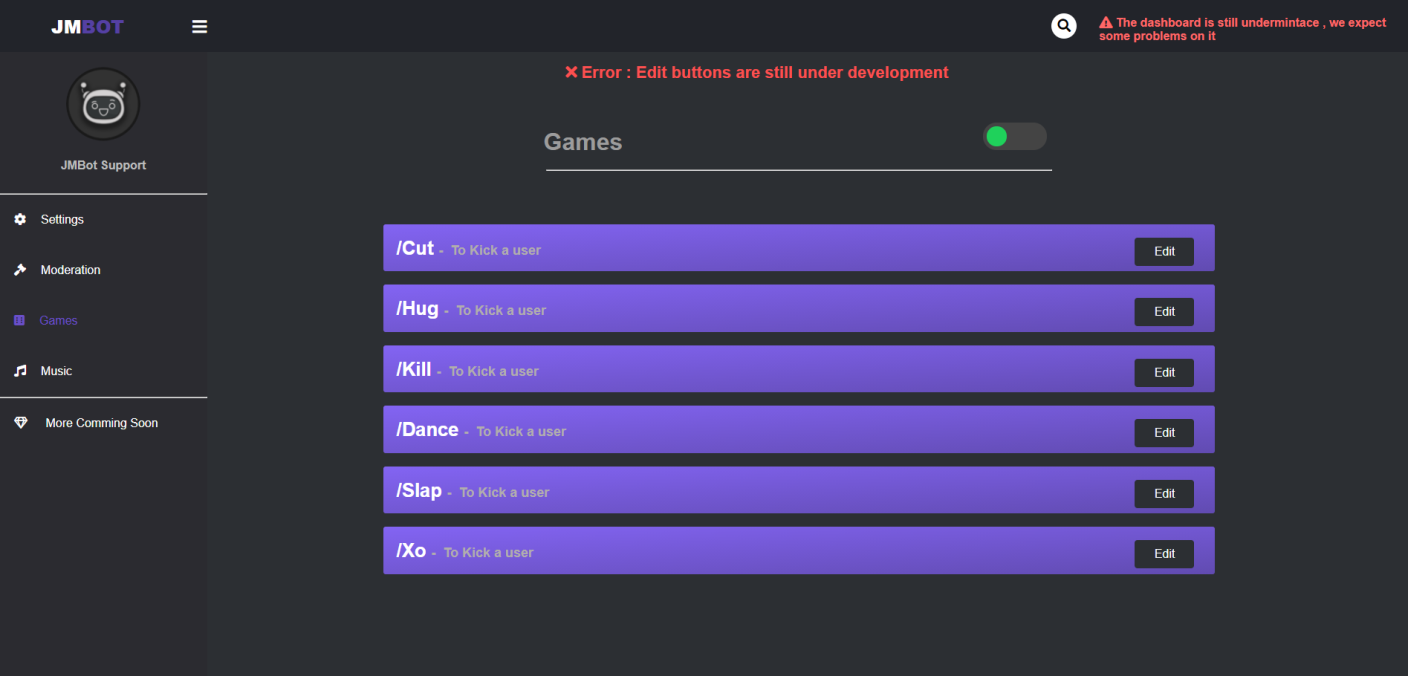 JMBOT
The dashboard is still undermintace , we expect
some problems on it
Error : Edit buttons are still under development
JMBot Support
Settings
Moderation
Games
Music
More Comming Soon
Games
/Cut - To Kick a user Edit
/Hug - To Kick a user Edit
/Kill - To Kick a user Edit
/Dance - To Kick a user Edit
/Slap - To Kick a user Edit
/Xo - To Kick a user Edit